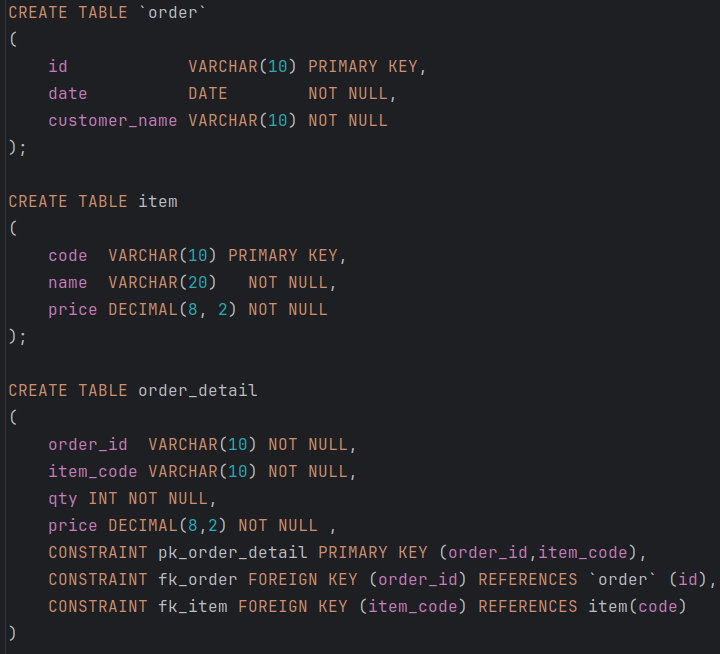 CREATE TABLE `order`
(
    id            VARCHAR(10) PRIMARY KEY,
    date          DATE        NOT NULL,
    customer_name VARCHAR(10) NOT NULL
);

CREATE TABLE item
(
    code  VARCHAR(10) PRIMARY KEY,
    name  VARCHAR(20)   NOT NULL,
    price DECIMAL(8, 2) NOT NULL
);

CREATE TABLE order_detail
(
    order_id  VARCHAR(10) NOT NULL,
    item_code VARCHAR(10) NOT NULL,
    qty INT NOT NULL,
    price DECIMAL(8,2) NOT NULL ,
    CONSTRAINT pk_order_detail PRIMARY KEY (order_id,item_code),
    CONSTRAINT fk_order FOREIGN KEY (order_id) REFERENCES `order` (id),
    CONSTRAINT fk_item FOREIGN KEY (item_code) REFERENCES item(code)
)